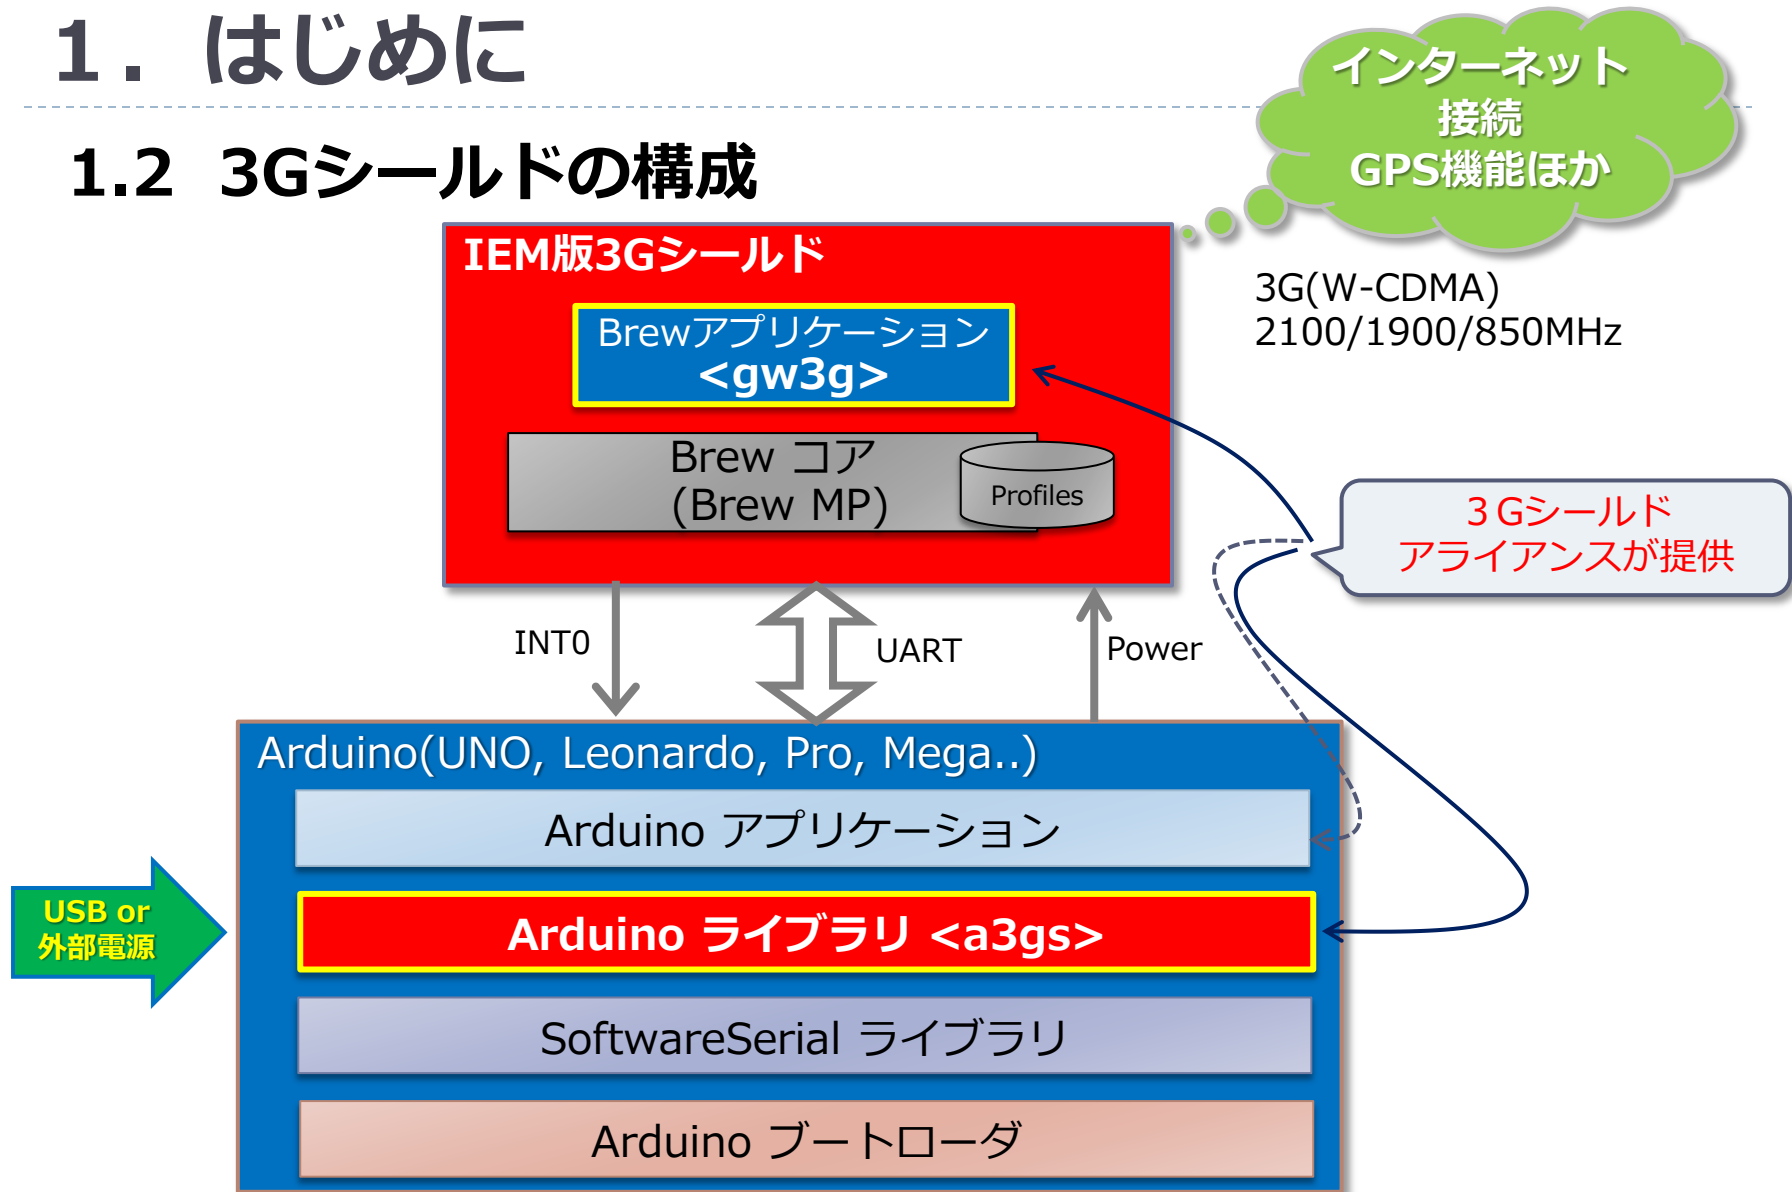 1．はじめに
1.2 3Gシールドの構成
インターネット
接続
GPS機能ほか
IEM版3Gシールド
3G(W-CDMA)
2100/1900/850MHz
Brewアプリケーション
<gw3g>
Brew コア
(Brew MP)
Profiles
３Gシールド
アライアンスが提供
INT0
UART
Power
Arduino(UNO, Leonardo, Pro, Mega..)
Arduino アプリケーション
USB or
外部電源
Arduino ライブラリ <a3gs>
SoftwareSerial ライブラリ
Arduino ブートローダ